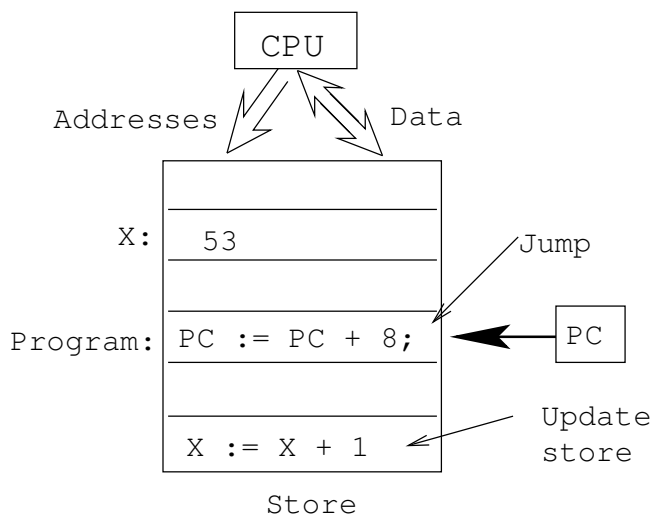 CPU
Addresses
Data
X:
53
Jump
Program:
PC := PC + 8;
PC
X := X + 1
Update
store
Store